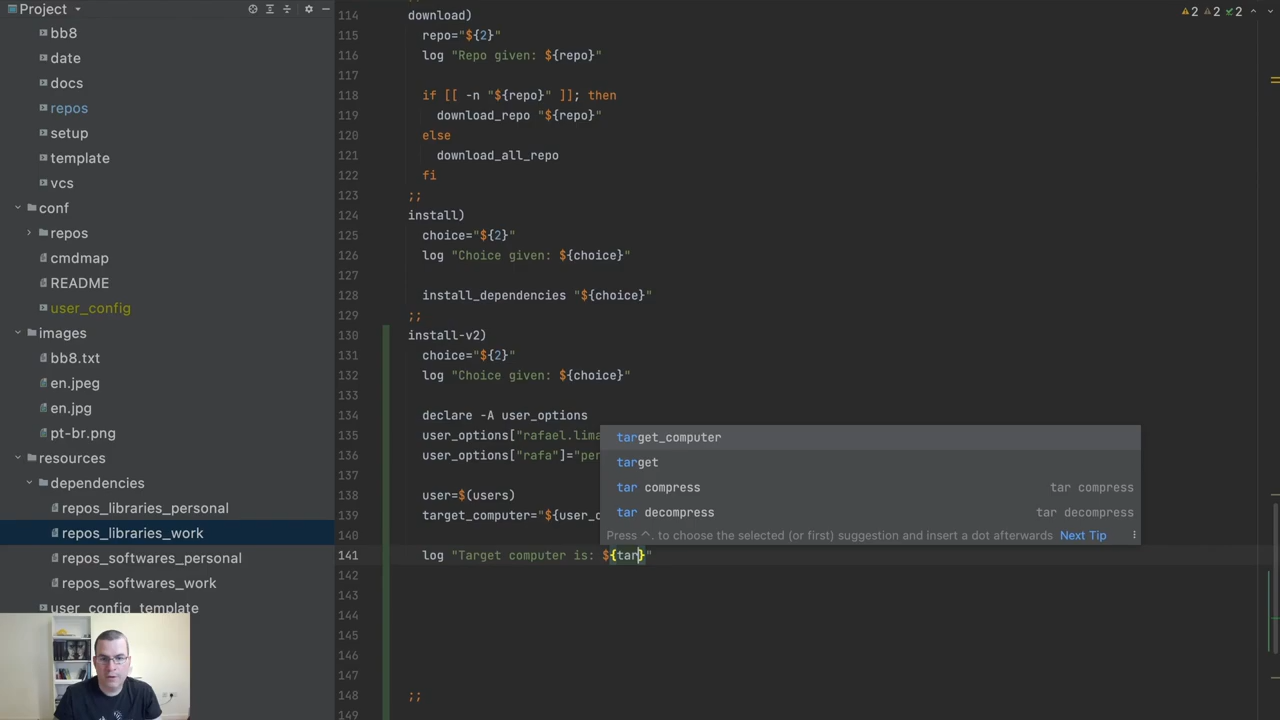 Project
bb8
date
docs
repos
setup
template
vcs
conf
repos
cmdmap
README
user_config
images
bb8.txt
en.jpeg
en.jpg
pt-br.png
resources
dependencies
repos_libraries_personal
repos_libraries_work
repos_softwares_personal
repos_softwares_work
user_config_template
2 2 2
114 download)
115 repo="${2}"
116 log "Repo given: ${repo}"
117
118 if [[ -n "${repo}" ]]; then
119 download_repo "${repo}"
120 else
121 download_all_repo
122 fi
123 ;;
124 install)
125 choice="${2}"
126 log "Choice given: ${choice}"
127
128 install_dependencies "${choice}"
129 ;;
130 install-v2)
131 choice="${2}"
132 log "Choice given: ${choice}"
133
134 declare -A user_options
135 user_options["rafael.lima
136 user_options["rafa"]="per
137
138 user=$(users)
139 target_computer="${user_o
140
141 log "Target computer is: ${tar}"
142
143
144
145
146
147
148 ;;
149
target_computer
target
tar compress tar compress
tar decompress tar decompress
Press ^. to choose the selected (or first) suggestion and insert a dot afterwards Next Tip